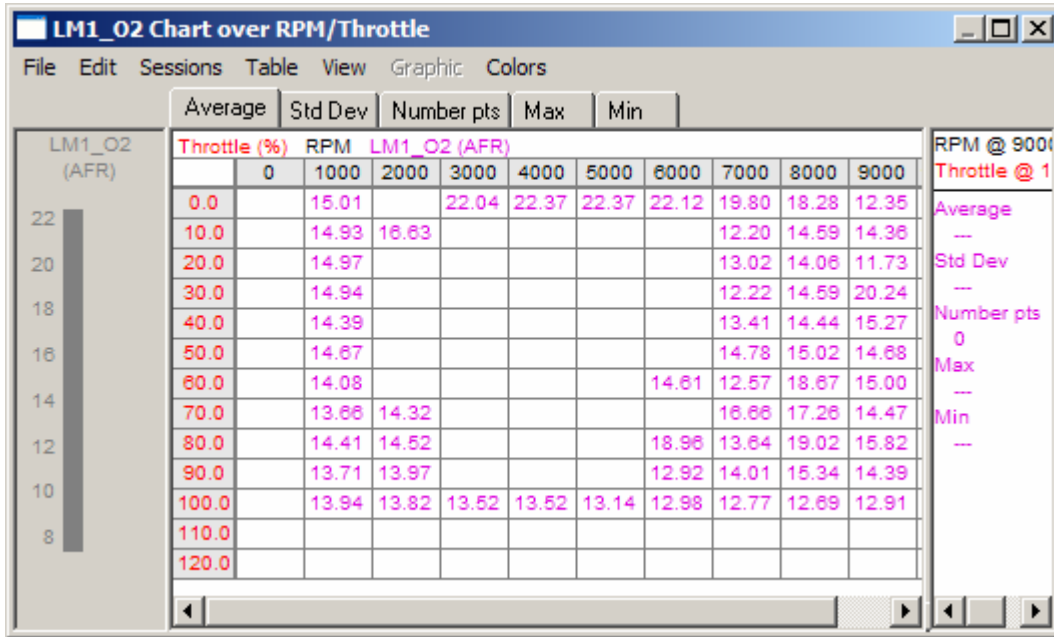 LM1_O2 Chart over RPM/Throttle
File Edit Sessions Table View Graphic Colors
Average Std Dev Number pts Max Min
LM1_O2
(AFR)
22
20
18
16
14
12
10
8
Throttle (%) RPM LM1_O2 (AFR)
0 1000 2000 3000 4000 5000 6000 7000 8000 9000
0.0 15.01 22.04 22.37 22.37 22.12 19.80 18.28 12.35
10.0 14.93 16.63 12.20 14.59 14.36
20.0 14.97 13.02 14.06 11.73
30.0 14.94 12.22 14.59 20.24
40.0 14.39 13.41 14.44 15.27
50.0 14.67 14.78 15.02 14.68
60.0 14.08 14.61 12.57 18.67 15.00
70.0 13.66 14.32 16.66 17.26 14.47
80.0 14.41 14.52 18.96 13.64 19.02 15.82
90.0 13.71 13.97 12.92 14.01 15.34 14.39
100.0 13.94 13.82 13.52 13.52 13.14 12.98 12.77 12.69 12.91
110.0
120.0
RPM @ 9000
Throttle @ 1
Average
---
Std Dev
---
Number pts
0
Max
---
Min
---